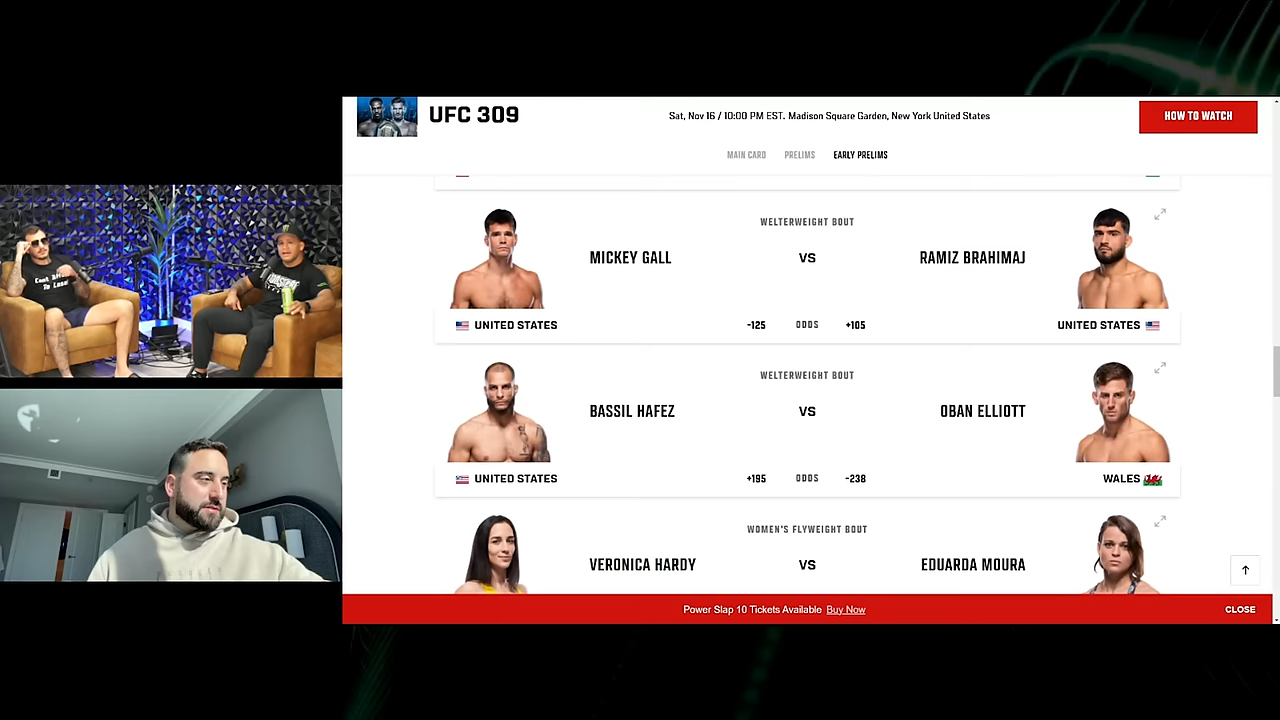 UFC 309
Sat, Nov 16 / 10:00 PM EST. Madison Square Garden, New York United States
HOW TO WATCH
MAIN CARD PRELIMS EARLY PRELIMS
WELTERWEIGHT BOUT
MICKEY GALL VS RAMIZ BRAHIMAJ
UNITED STATES -125 ODDS +105 UNITED STATES
WELTERWEIGHT BOUT
BASSIL HAFEZ VS OBAN ELLIOTT
UNITED STATES +195 ODDS -238 WALES
WOMEN'S FLYWEIGHT BOUT
VERONICA HARDY VS EDUARDA MOURA
Power Slap 10 Tickets Available Buy Now
CLOSE